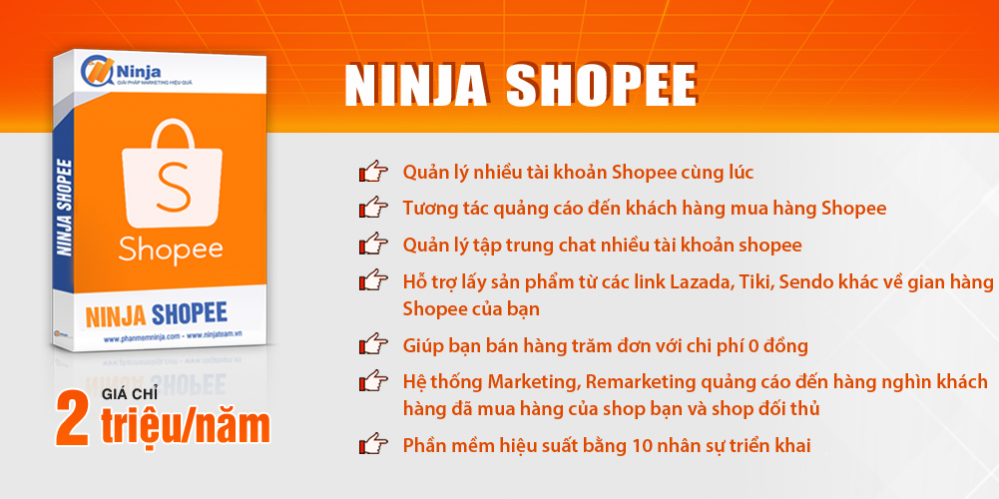 Ninja
GIẢI PHÁP MARKETING HIỆU QUẢ
NINJA SHOPEE
S
Shopee
NINJA SHOPEE
www.phanmemninja.com - www.ninjateam.vn
GIÁ CHỈ
2 triệu/năm
NINJA SHOPEE
Quản lý nhiều tài khoản Shopee cùng lúc
Tương tác quảng cáo đến khách hàng mua hàng Shopee
Quản lý tập trung chat nhiều tài khoản shopee
Hỗ trợ lấy sản phẩm từ các link Lazada, Tiki, Sendo khác về gian hàng
Shopee của bạn
Giúp bạn bán hàng trăm đơn với chi phí 0 đồng
Hệ thống Marketing, Remarketing quảng cáo đến hàng nghìn khách
hàng đã mua hàng của shop bạn và shop đối thủ
Phần mềm hiệu suất bằng 10 nhân sự triển khai